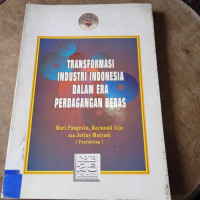 TRANSFORMASI
INDUSTRI INDONESIA
DALAM ERA
PERDAGANGAN BEBAS
Mari Pangestu, Raymond Atje
dan Julius Mulyadi
(Penyunting)